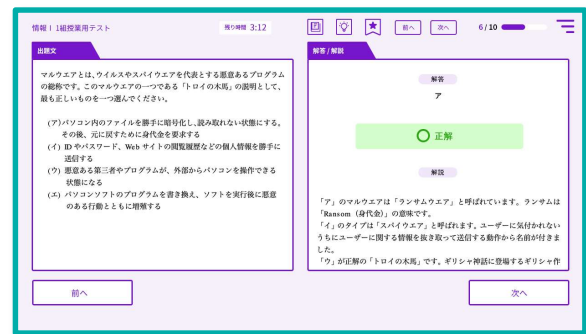 情報Ⅰ 1組授業用テスト
残り時間 3:12
前へ
次へ
6/10
出題文
マルウエアとは、ウイルスやスパイウエアを代表とする悪意あるプログラム
の総称です。このマルウエアの一つである「トロイの木馬」の説明として、
最も正しいものを一つ選んでください。
(ア)パソコン内のファイルを勝手に暗号化し、読み取れない状態にする。
その後、元に戻すために身代金を要求する
(イ) ID やパスワード、Web サイトの閲覧履歴などの個人情報を勝手に
送信する
(ウ) 悪意ある第三者やプログラムが、外部からパソコンを操作できる
状態になる
(エ) パソコンソフトのプログラムを書き換え、ソフトを実行後に悪意
のある行動とともに増殖する
解答/解説
解答
ア
正解
解説
「ア」のマルウエアは「ランサムウエア」と呼ばれています。ランサムは
「Ransom（身代金）」の意味です。
「イ」のタイプは「スパイウエア」と呼ばれます。ユーザーに気付かれない
うちにユーザーに関する情報を抜き取って送信する動作から名前が付きま
した。
「ウ」が正解の「トロイの木馬」です。ギリシャ神話に登場するギリシャ作
前へ
次へ